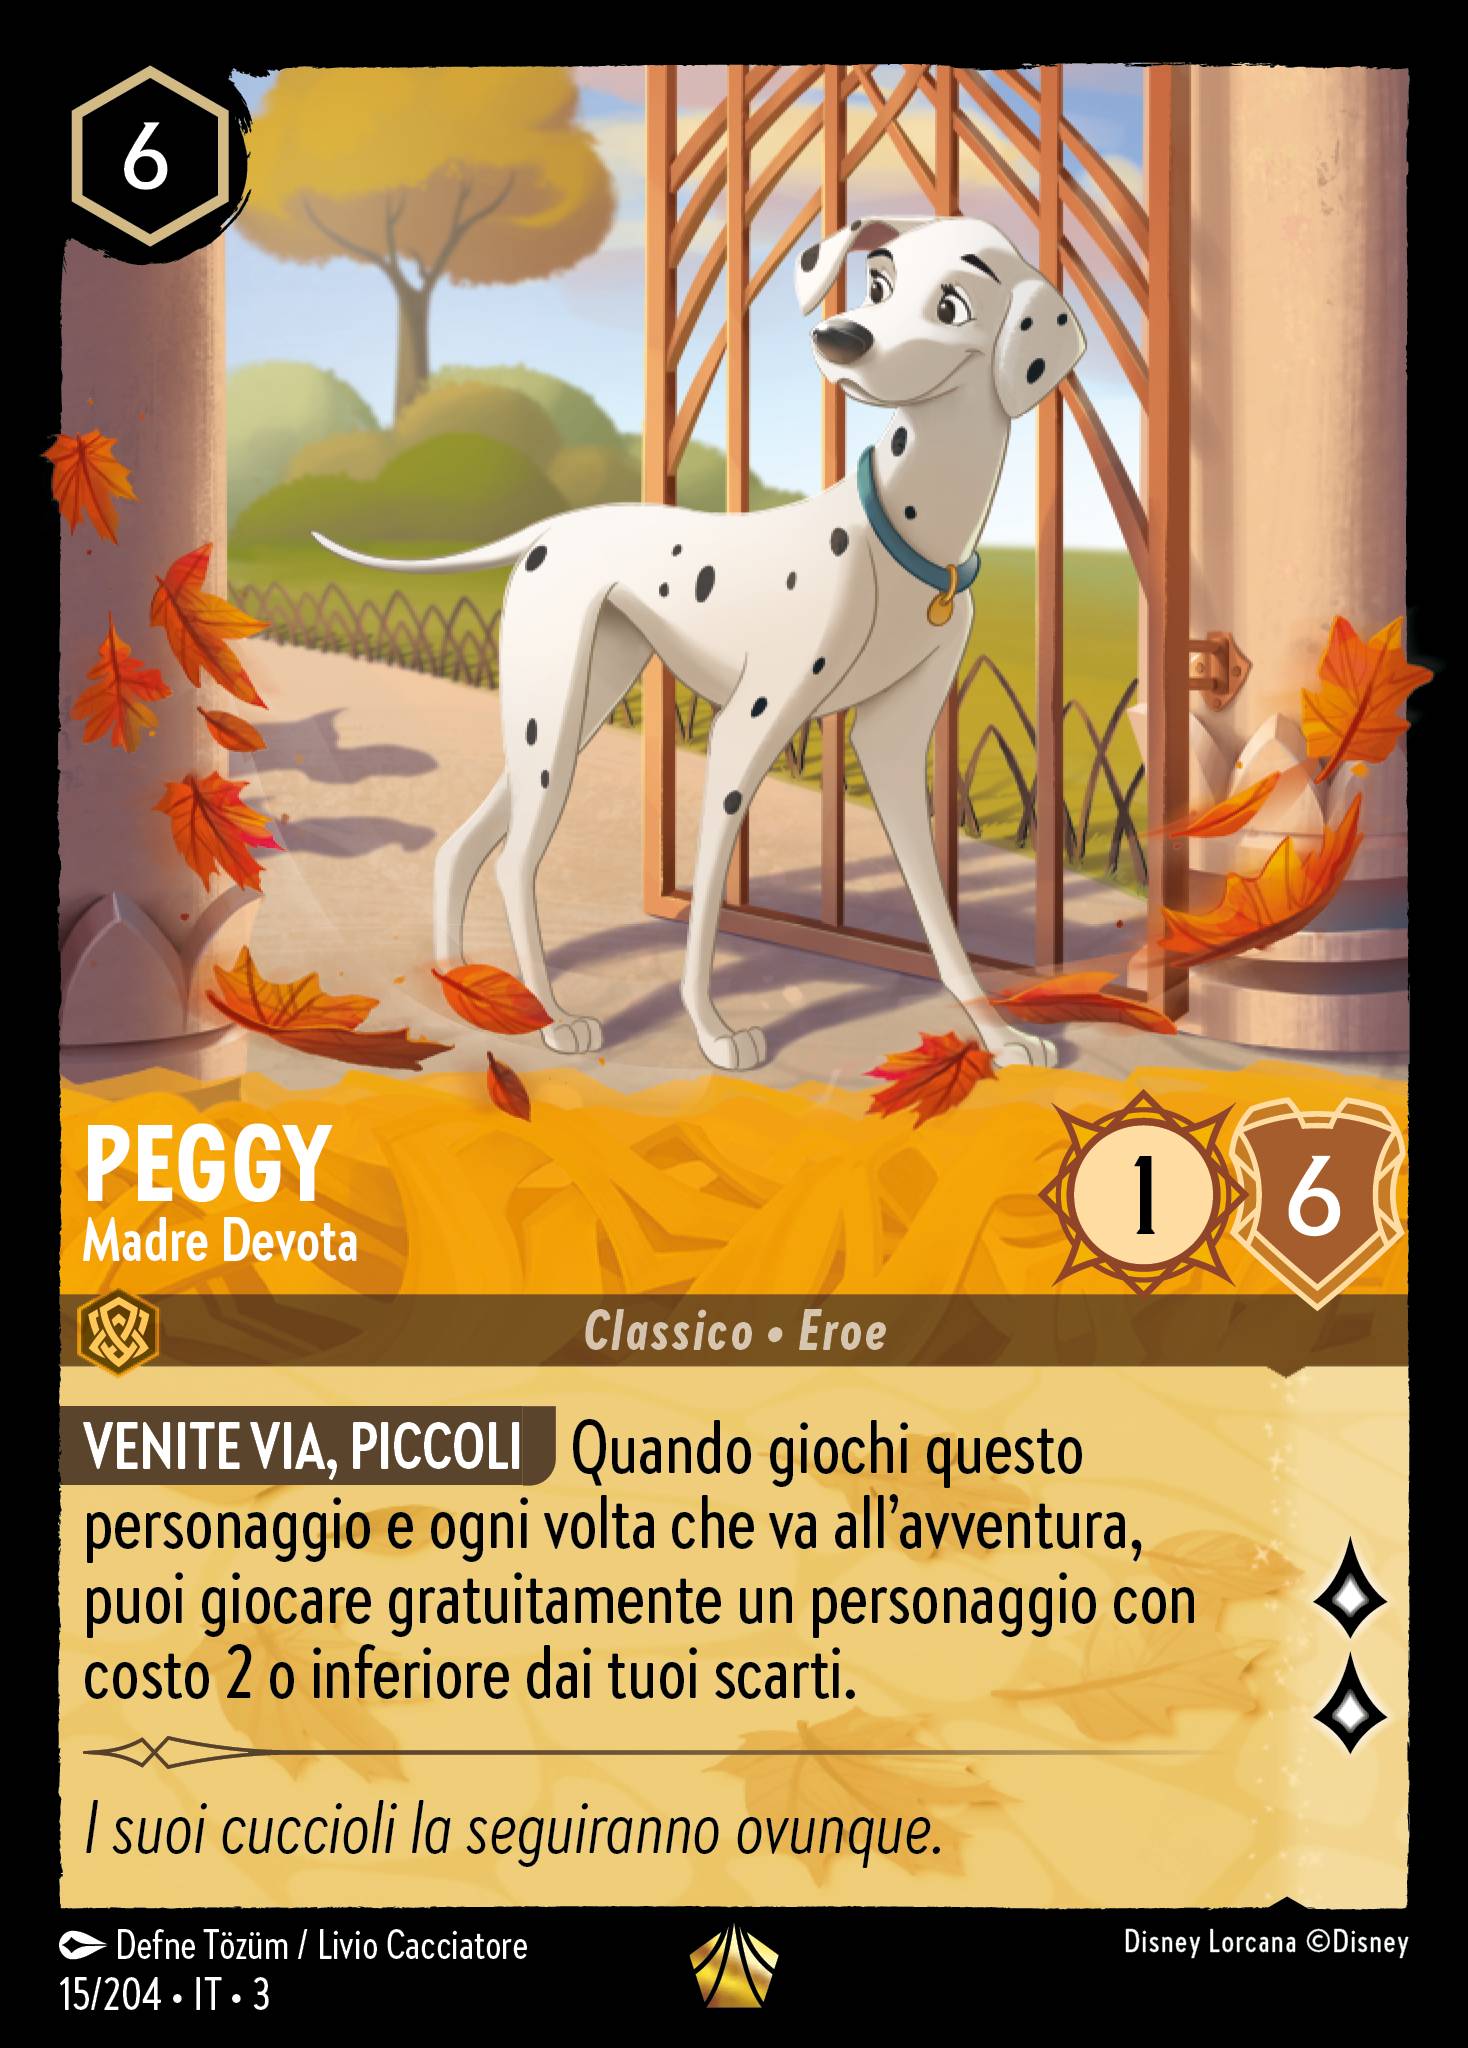 6
PEGGY
Madre Devota
1
6
Classico • Eroe
VENITE VIA, PICCOLI Quando giochi questo
personaggio e ogni volta che va all’avventura,
puoi giocare gratuitamente un personaggio con
costo 2 o inferiore dai tuoi scarti.
I suoi cuccioli la seguiranno ovunque.
Defne Tözüm / Livio Cacciatore
Disney Lorcana ©Disney
15/204 • IT • 3